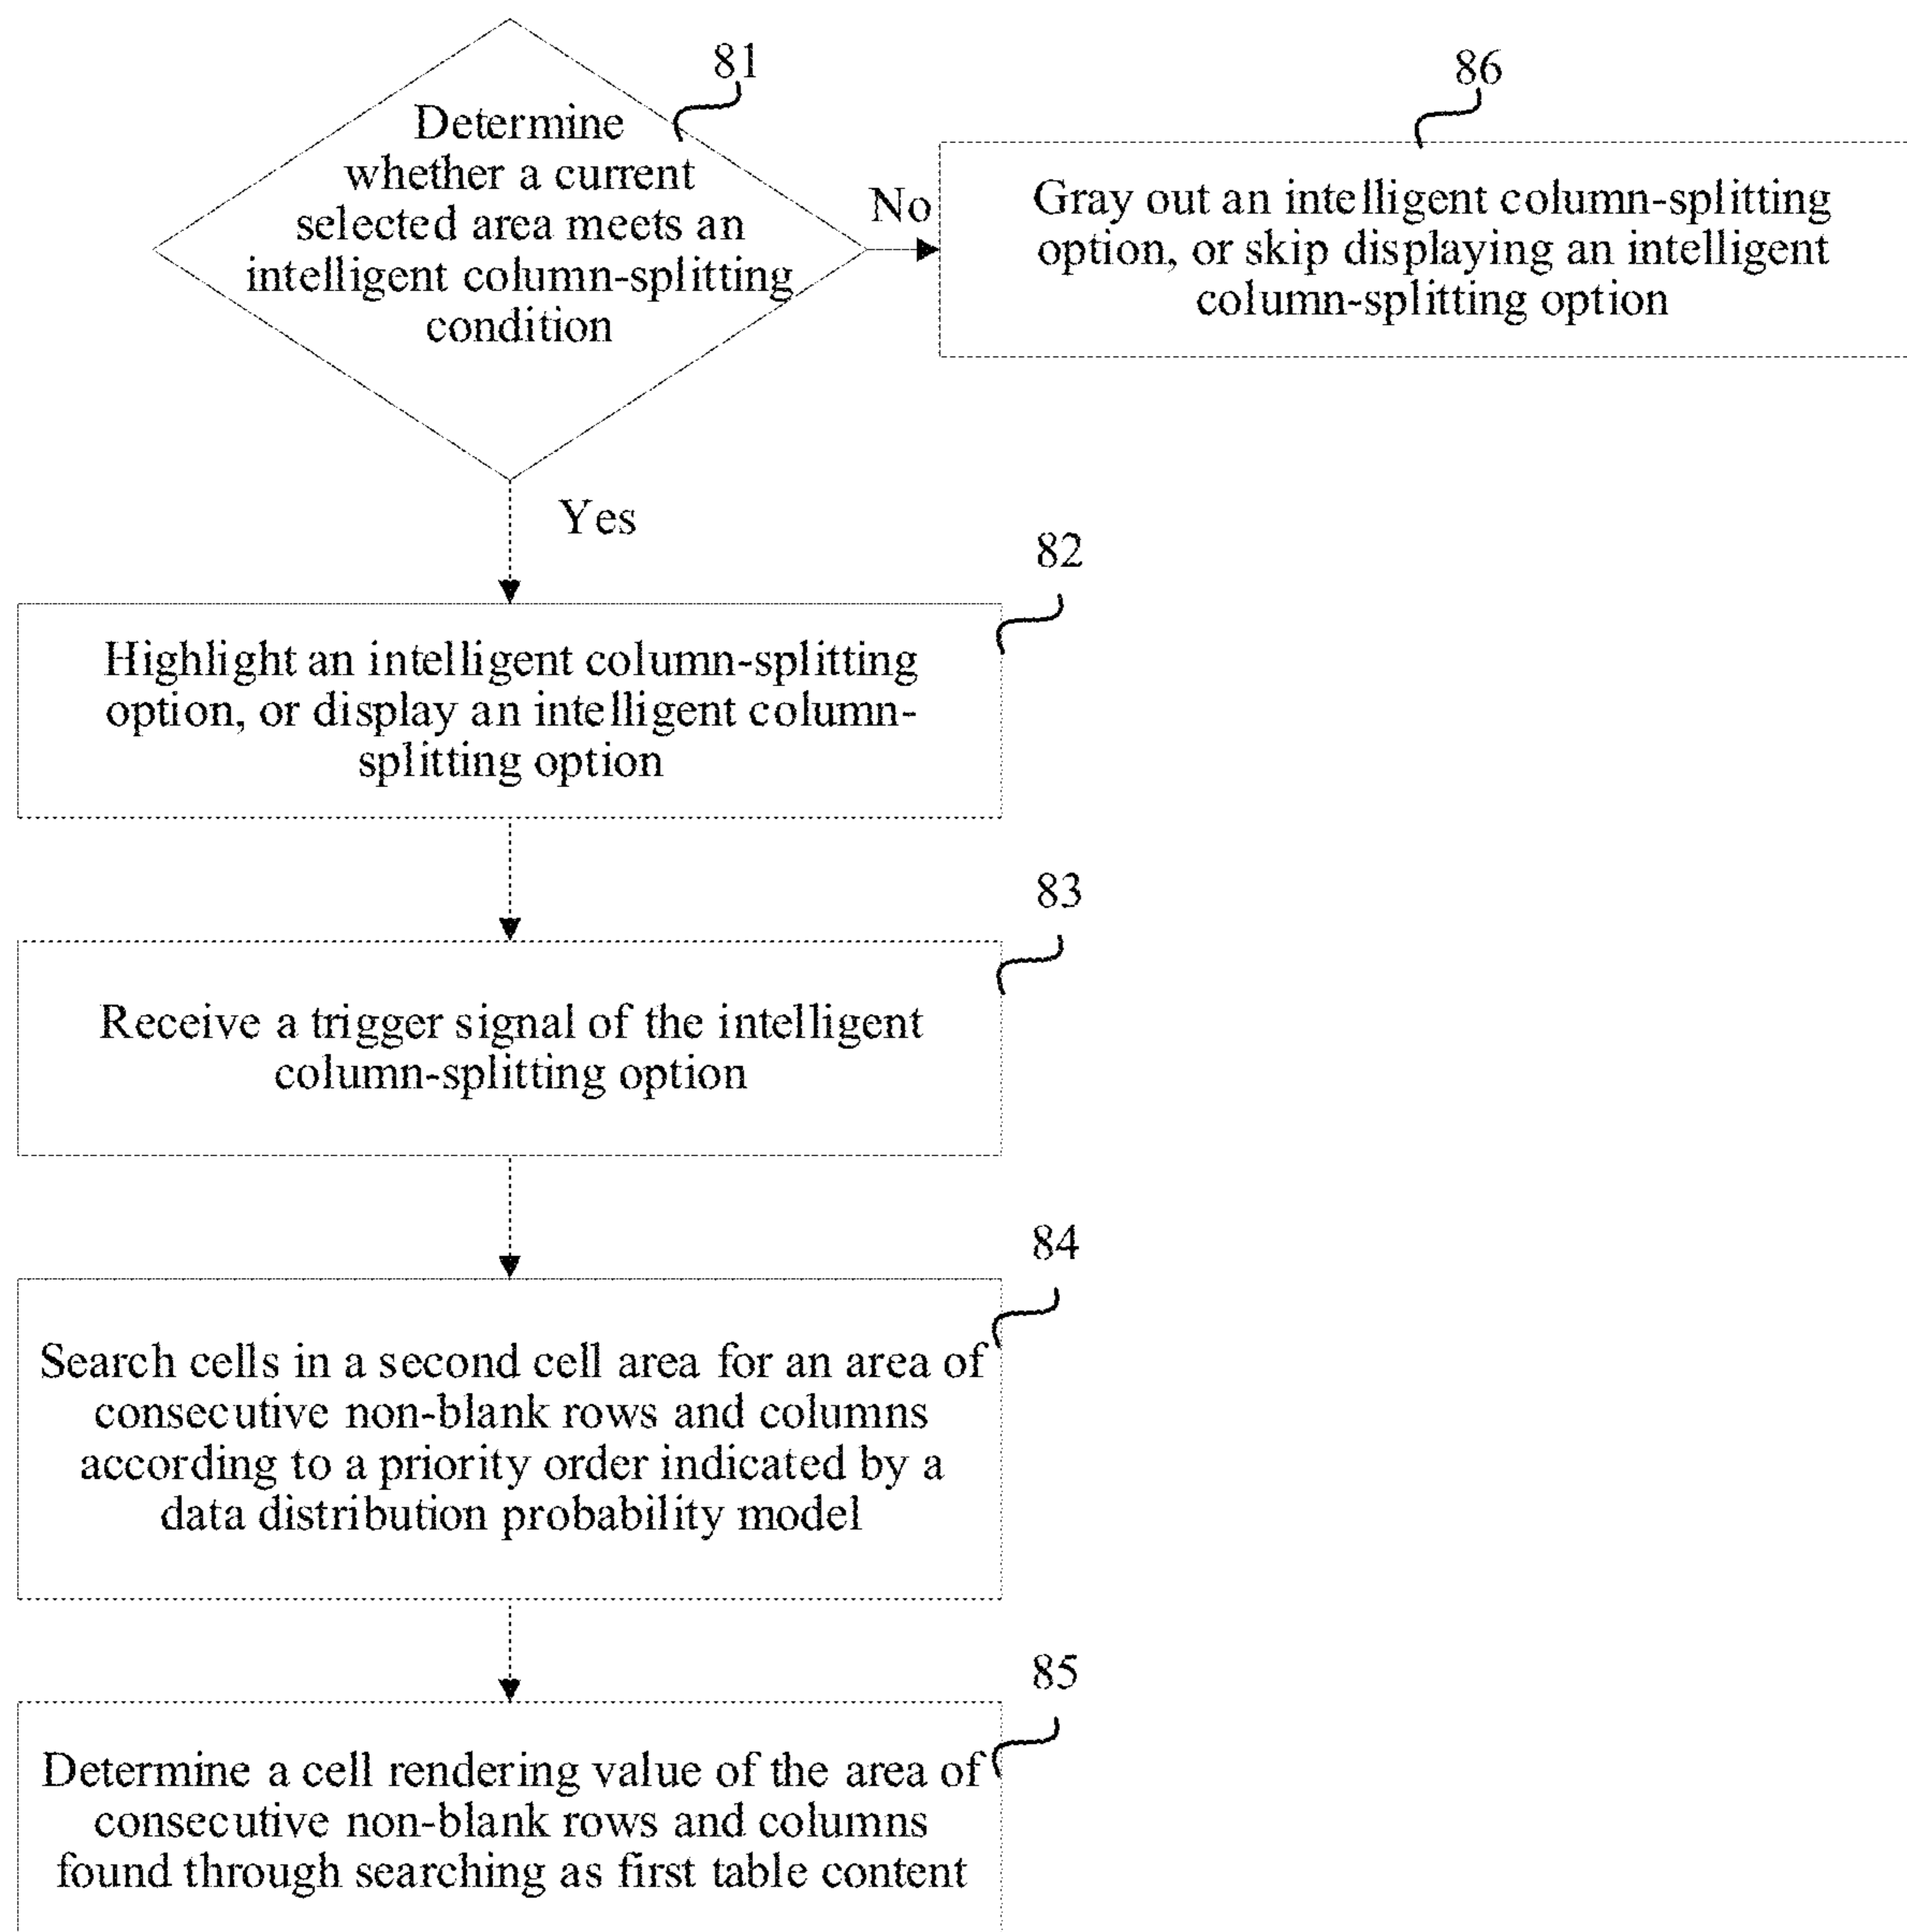 81
Determine
whether a current
selected area meets an
intelligent column-splitting
condition
No
86
Gray out an intelligent column-splitting
option, or skip displaying an intelligent
column-splitting option
Yes
82
Highlight an intelligent column-splitting
option, or display an intelligent column-
splitting option
83
Receive a trigger signal of the intelligent
column-splitting option
84
Search cells in a second cell area for an area of
consecutive non-blank rows and columns
according to a priority order indicated by a
data distribution probability model
85
Determine a cell rendering value of the area of
consecutive non-blank rows and columns
found through searching as first table content